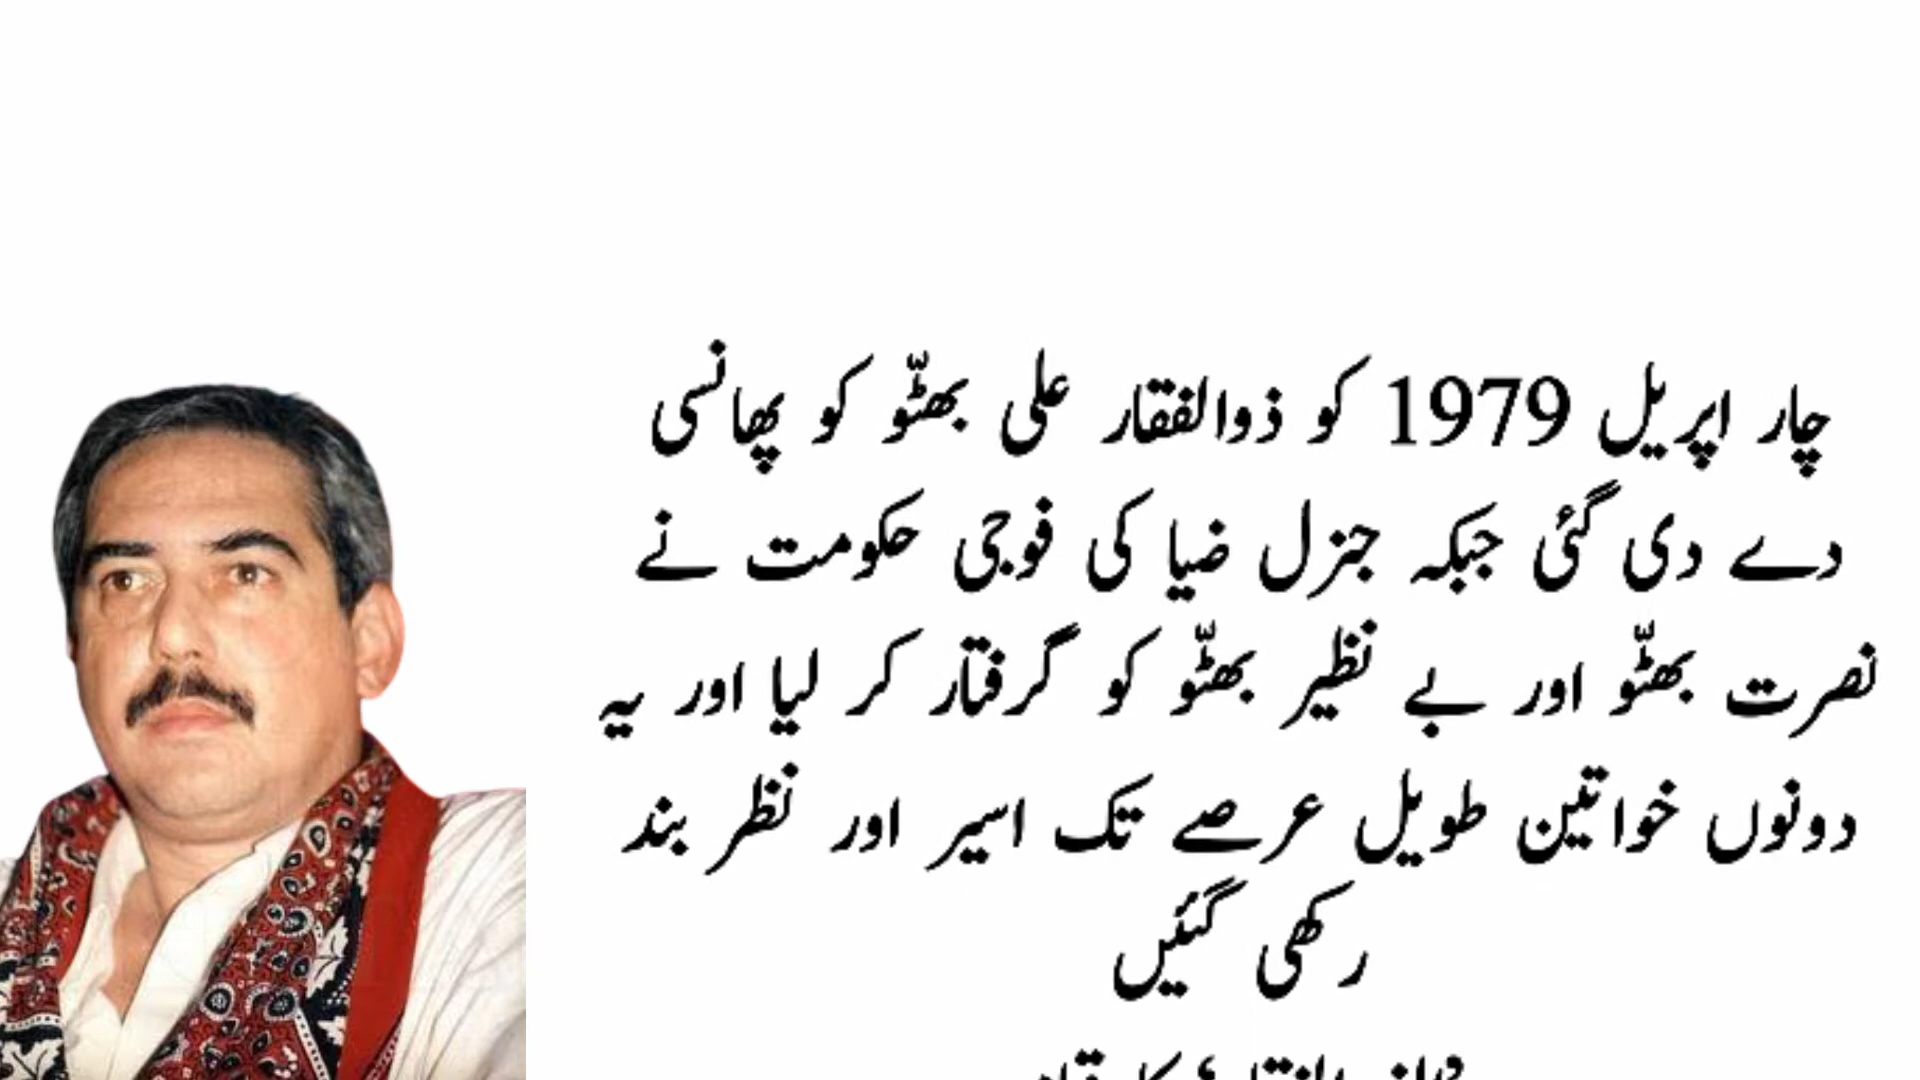 چار اپریل 1979 کو ذوالفقار علی بھٹّو کو پھانسی
دے دی گئی جبکہ جنرل ضیا کی فوجی حکومت نے
نصرت بھٹّو اور بے نظیر بھٹّو کو گرفتار کر لیا اور یہ
دونوں خواتین طویل عرصے تک اسیر اور نظر بند
رکھی گئیں